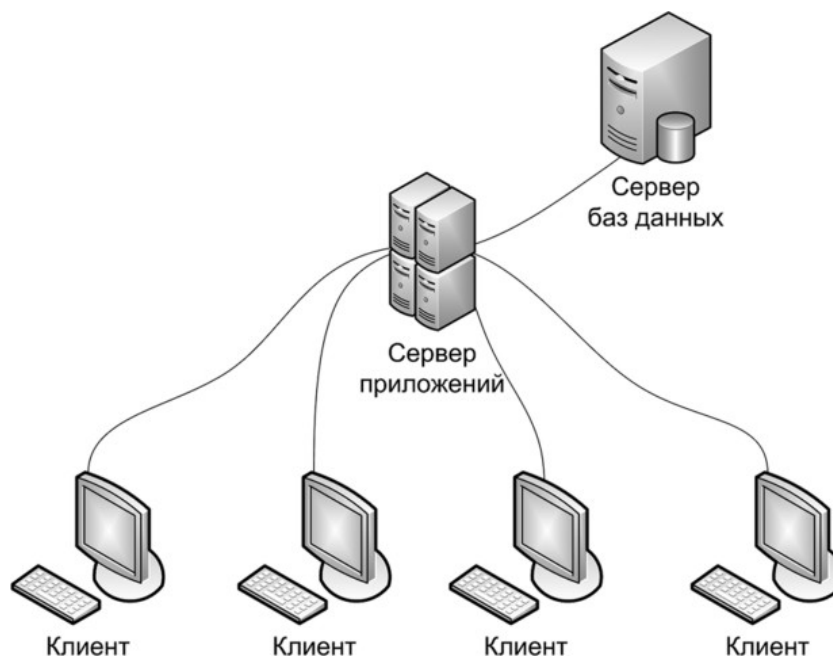 Сервер
баз данных
Сервер
приложений
Клиент
Клиент
Клиент
Клиент